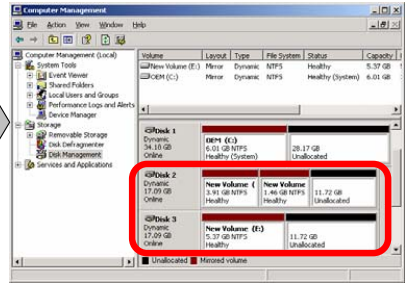 Computer Management
File Action View Window Help
Computer Management (Local)
System Tools
Event Viewer
Shared Folders
Local Users and Groups
Performance Logs and Alerts
Device Manager
Storage
Removable Storage
Disk Defragmenter
Disk Management
Services and Applications
Volume Layout Type File System Status Capacity
New Volume (E:) Mirror Dynamic NTFS Healthy 5.37 GB
OEM (C:) Mirror Dynamic NTFS Healthy (System) 6.01 GB
Disk 1
Dynamic
34.18 GB
Online
OEM (C:)
6.01 GB NTFS
Healthy (System)
28.17 GB
Unallocated
Disk 2
Dynamic
17.09 GB
Online
New Volume (
3.91 GB NTFS
Healthy
New Volume
1.46 GB NTFS
Healthy
11.72 GB
Unallocated
Disk 3
Dynamic
17.09 GB
Online
New Volume (E:)
5.37 GB NTFS
Healthy
11.72 GB
Unallocated
Unallocated Mirrored volume